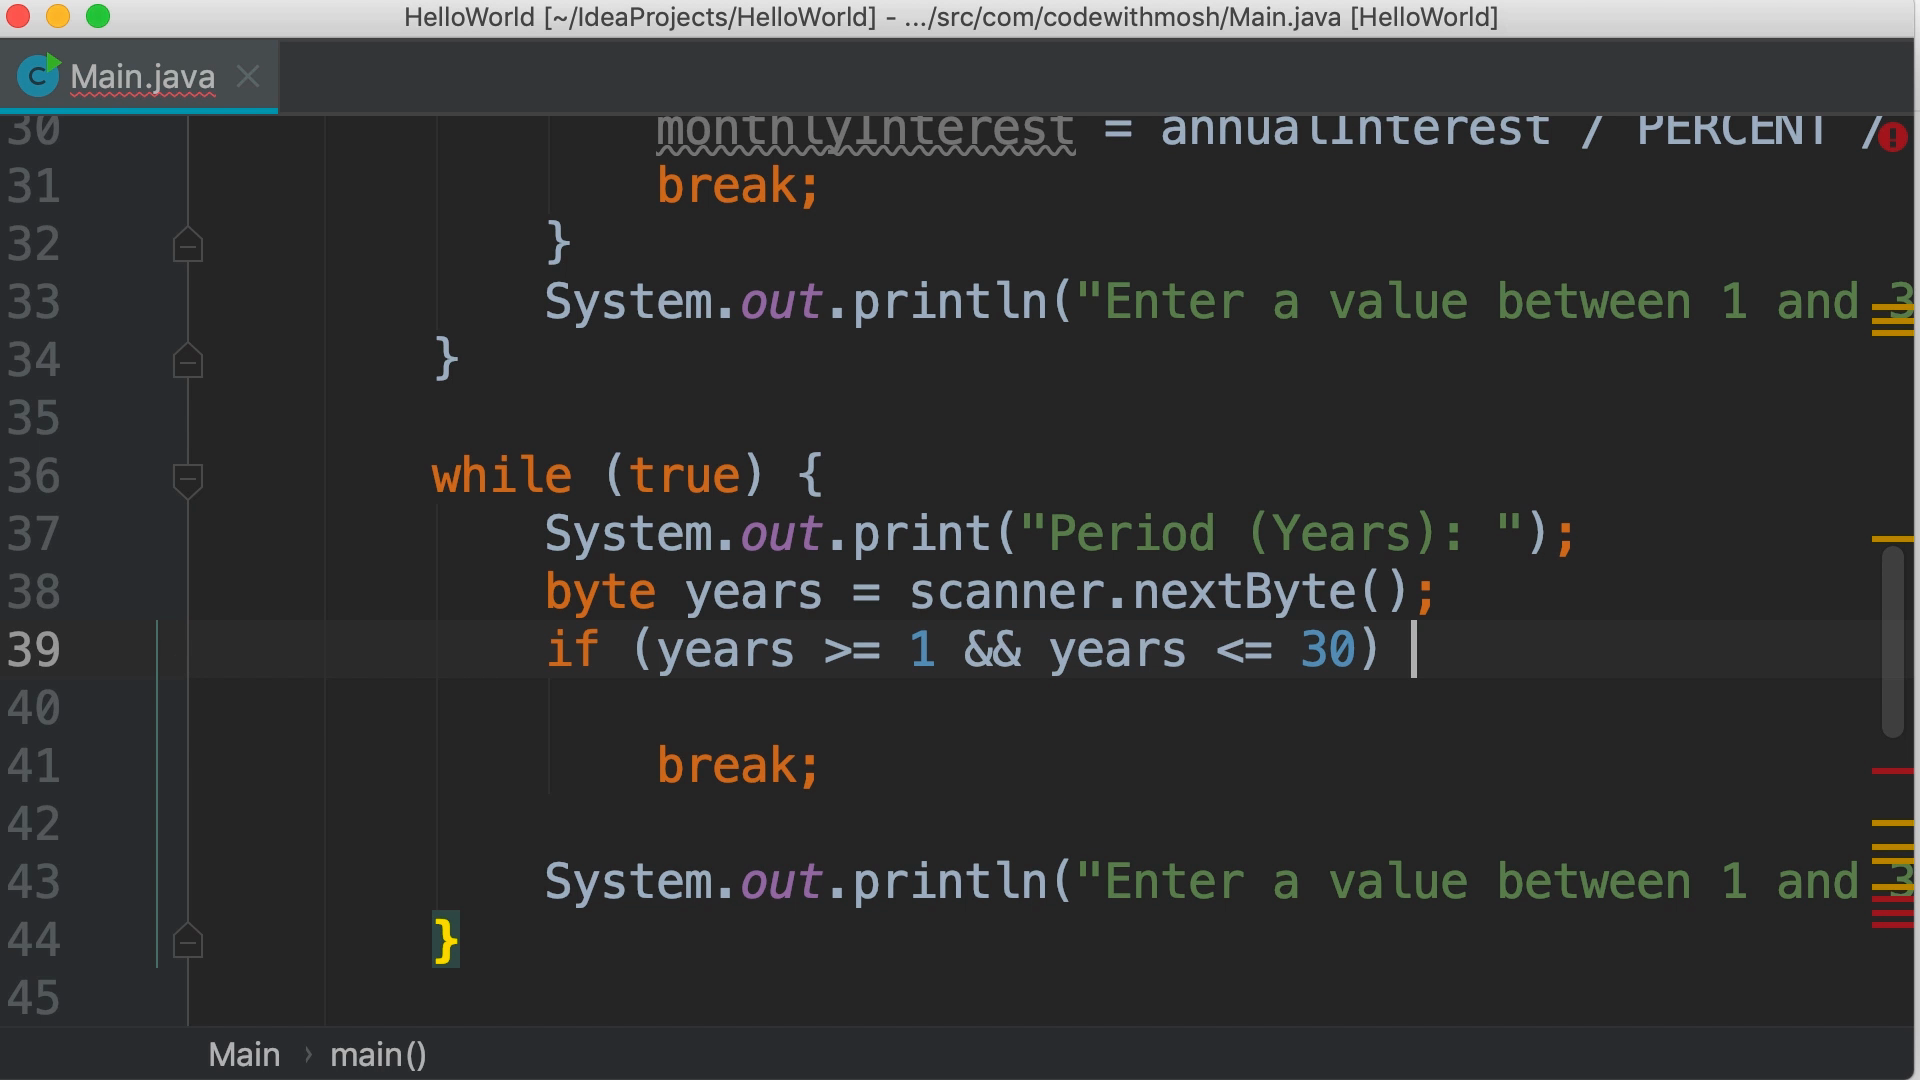 HelloWorld [~/IdeaProjects/HelloWorld] - .../src/com/codewithmosh/Main.java [HelloWorld]
C Main.java
30 monthlyInterest = annualInterest / PERCENT /
31 break;
32 }
33 System.out.println("Enter a value between 1 and 3
34 }
35
36 while (true) {
37 System.out.print("Period (Years): ");
38 byte years = scanner.nextByte();
39 if (years >= 1 && years <= 30)
40
41 break;
42
43 System.out.println("Enter a value between 1 and 3
44 }
45
Main › main()